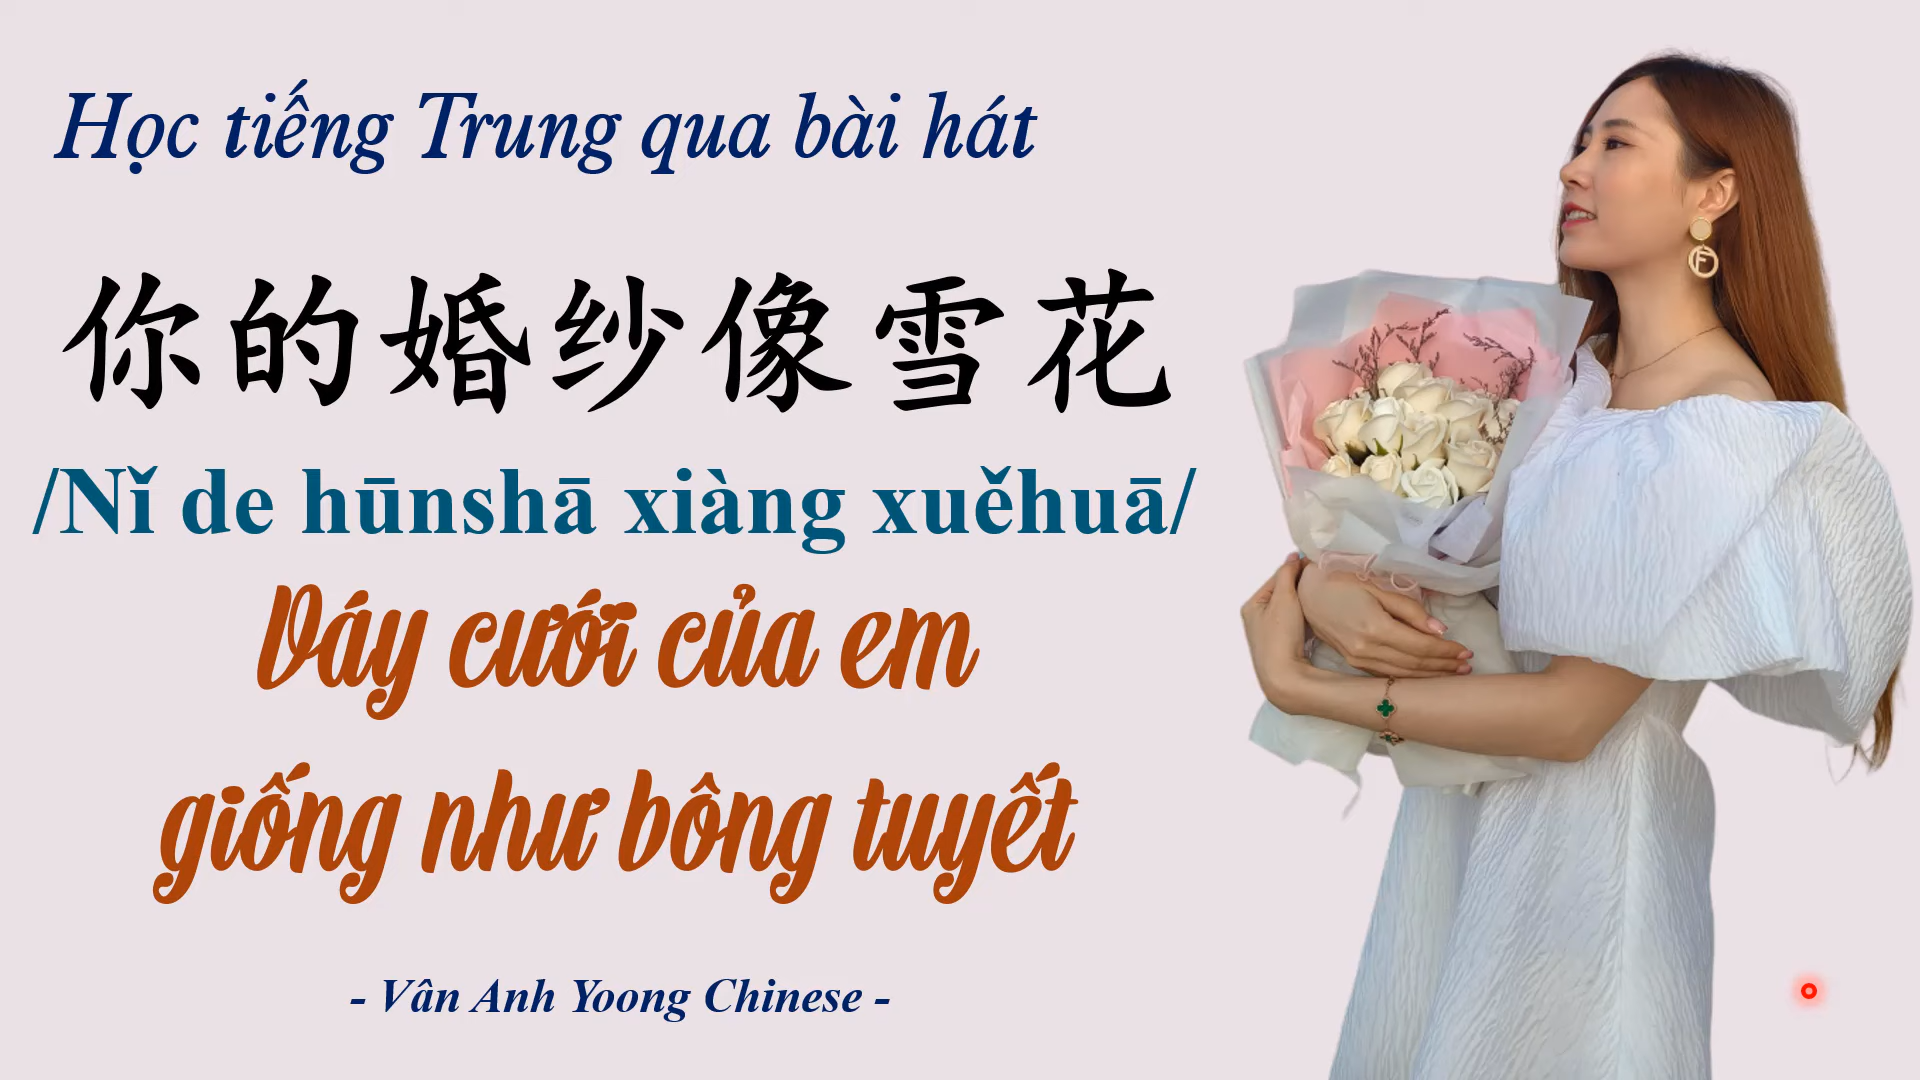 Học tiếng Trung qua bài hát
你的婚纱像雪花
/Nǐ de hūnshā xiàng xuěhuā/
Váy cưới của em
giống như bông tuyết
- Vân Anh Yoong Chinese -
F